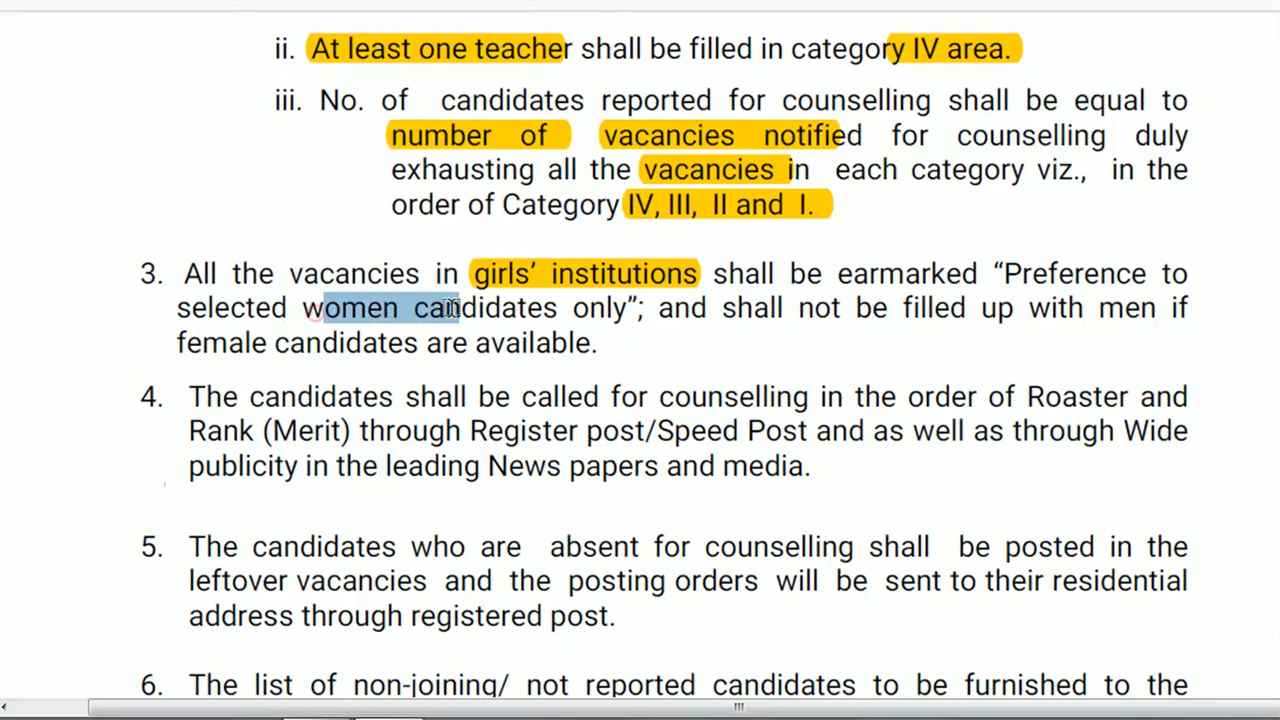 ii. At least one teacher shall be filled in category IV area.
iii. No. of candidates reported for counselling shall be equal to
number of vacancies notified for counselling duly
exhausting all the vacancies in each category viz., in the
order of Category IV, III, II and I.
3. All the vacancies in girls’ institutions shall be earmarked “Preference to
selected women candidates only”; and shall not be filled up with men if
female candidates are available.
4. The candidates shall be called for counselling in the order of Roaster and
Rank (Merit) through Register post/Speed Post and as well as through Wide
publicity in the leading News papers and media.
5. The candidates who are absent for counselling shall be posted in the
leftover vacancies and the posting orders will be sent to their residential
address through registered post.
6. The list of non-joining/ not reported candidates to be furnished to the